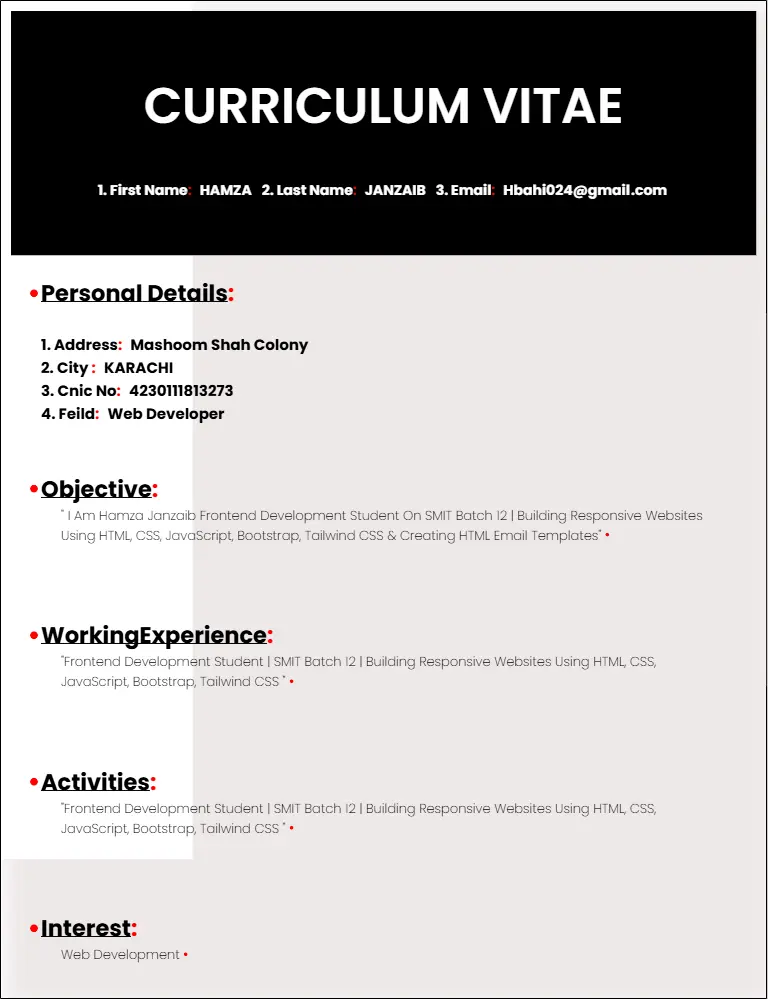 CURRICULUM VITAE
1. First Name: HAMZA 2. Last Name: JANZAIB 3. Email: Hbahi024@gmail.com
•Personal Details:
1. Address: Mashoom Shah Colony
2. City : KARACHI
3. Cnic No: 4230111813273
4. Feild: Web Developer
•Objective:
" I Am Hamza Janzaib Frontend Development Student On SMIT Batch 12 | Building Responsive Websites
Using HTML, CSS, JavaScript, Bootstrap, Tailwind CSS & Creating HTML Email Templates" •
•WorkingExperience:
"Frontend Development Student | SMIT Batch 12 | Building Responsive Websites Using HTML, CSS,
JavaScript, Bootstrap, Tailwind CSS " •
•Activities:
"Frontend Development Student | SMIT Batch 12 | Building Responsive Websites Using HTML, CSS,
JavaScript, Bootstrap, Tailwind CSS " •
•Interest:
Web Development •